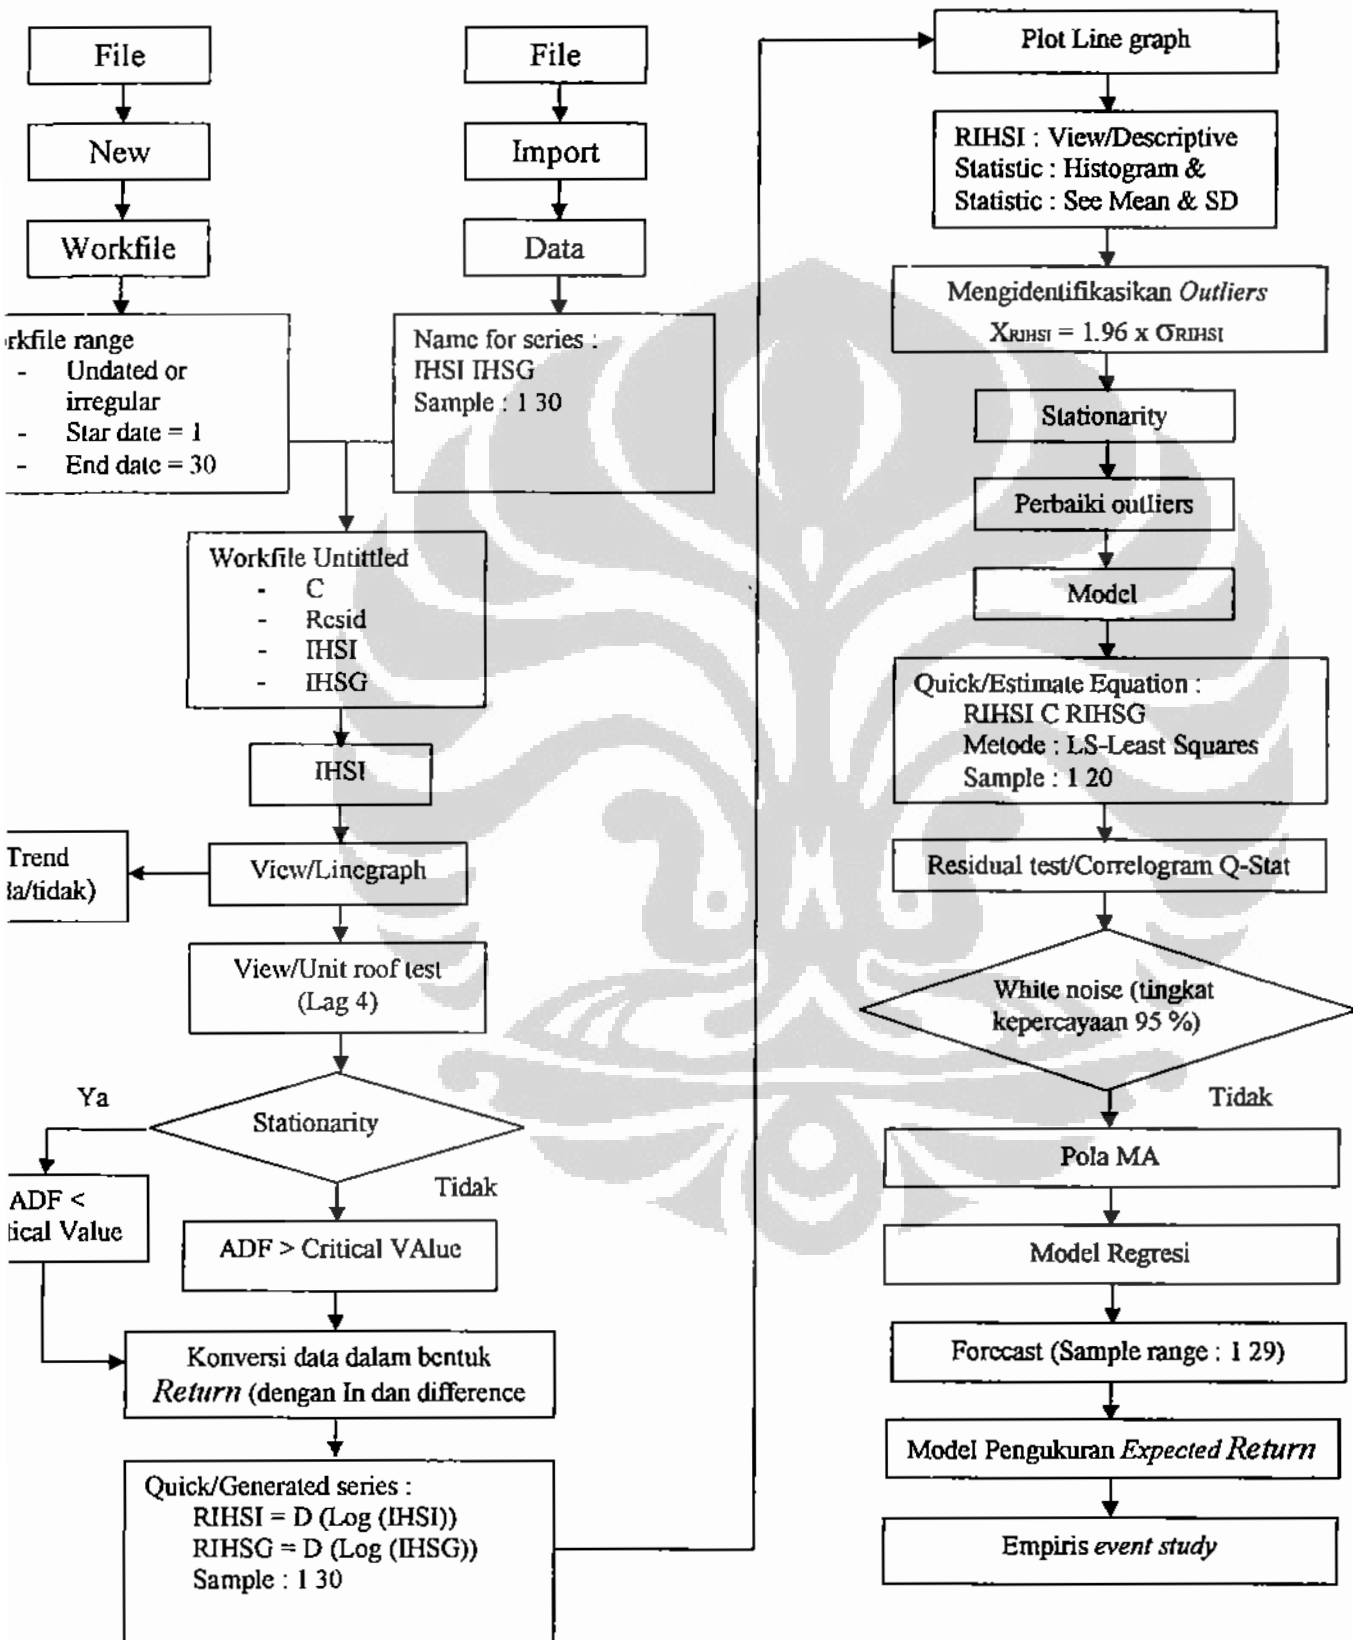 File
New
Workfile
rkfile range
- Undated or
irregular
- Star date = 1
- End date = 30
File
Import
Data
Name for series :
IHSI IHSG
Sample : 1 30
Workfile Untittled
- C
- Resid
- IHSI
- IHSG
IHSI
View/Linegraph
Trend
da/tidak)
View/Unit roof test
(Lag 4)
Stationarity
Ya
Tidak
ADF <
tical Value
ADF > Critical VAlue
Konversi data dalam bentuk
Return (dengan In dan difference
Quick/Generated series :
RIHSI = D (Log (IHSI))
RIHSG = D (Log (IHSG))
Sample : 1 30
Plot Line graph
RIHSI : View/Descriptive
Statistic : Histogram &
Statistic : See Mean & SD
Mengidentifikasikan Outliers
XRIHSI = 1.96 x σRIHSI
Stationarity
Perbaiki outliers
Model
Quick/Estimate Equation :
RIHSI C RIHSG
Metode : LS-Least Squares
Sample : 1 20
Residual test/Correlogram Q-Stat
White noise (tingkat
kepercayaan 95 %)
Tidak
Pola MA
Model Regresi
Forecast (Sample range : 1 29)
Model Pengukuran Expected Return
Empiris event study